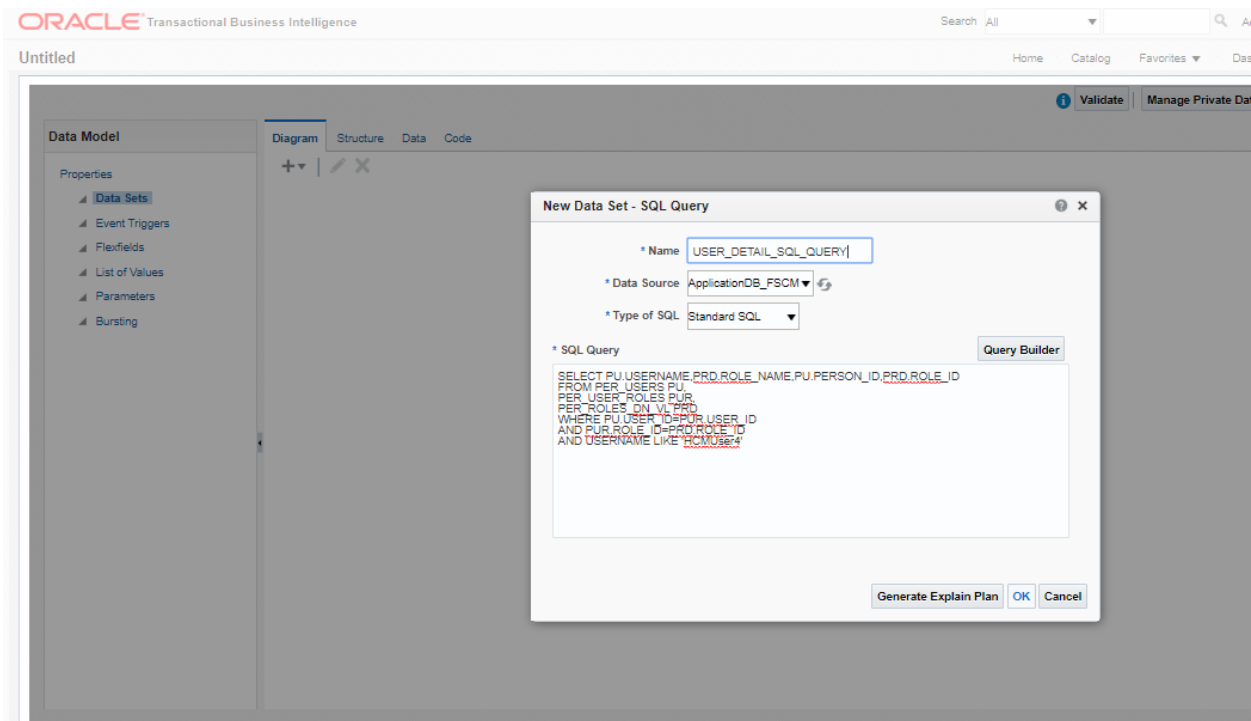 ORACLE Transactional Business Intelligence
Search All
Untitled
Home Catalog Favorites
Validate Manage Private
Data Model
Diagram Structure Data Code
Properties
Data Sets
Event Triggers
Flexfields
List of Values
Parameters
Bursting
New Data Set - SQL Query
* Name USER_DETAIL_SQL_QUERY
* Data Source ApplicationDB_FSCM
* Type of SQL Standard SQL
* SQL Query
Query Builder
SELECT PU.USERNAME,PRD.ROLE_NAME,PU.PERSON_ID,PRD.ROLE_ID
FROM PER_USERS PU,
PER_USER_ROLES PUR,
PER_ROLES_DN_VL PRD
WHERE PU.USER_ID=PUR.USER_ID
AND PUR.ROLE_ID=PRD.ROLE_ID
AND USERNAME LIKE 'HCMUser4'
Generate Explain Plan OK Cancel